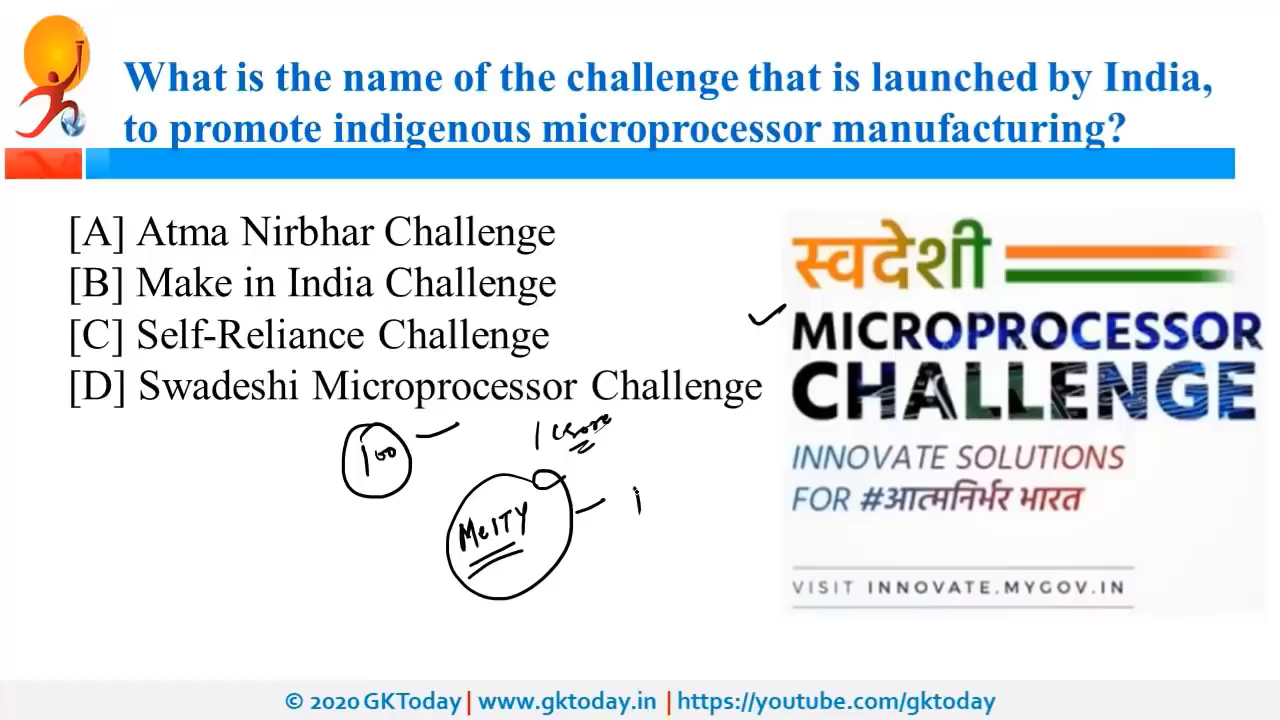 What is the name of the challenge that is launched by India,
to promote indigenous microprocessor manufacturing?
[A] Atma Nirbhar Challenge
[B] Make in India Challenge
[C] Self-Reliance Challenge
[D] Swadeshi Microprocessor Challenge
100
1 crore
MeITY
स्वदेशी
MICROPROCESSOR
CHALLENGE
INNOVATE SOLUTIONS
FOR #आत्मनिर्भर भारत
VISIT INNOVATE.MYGOV.IN
© 2020 GKToday | www.gktoday.in | https://youtube.com/gktoday